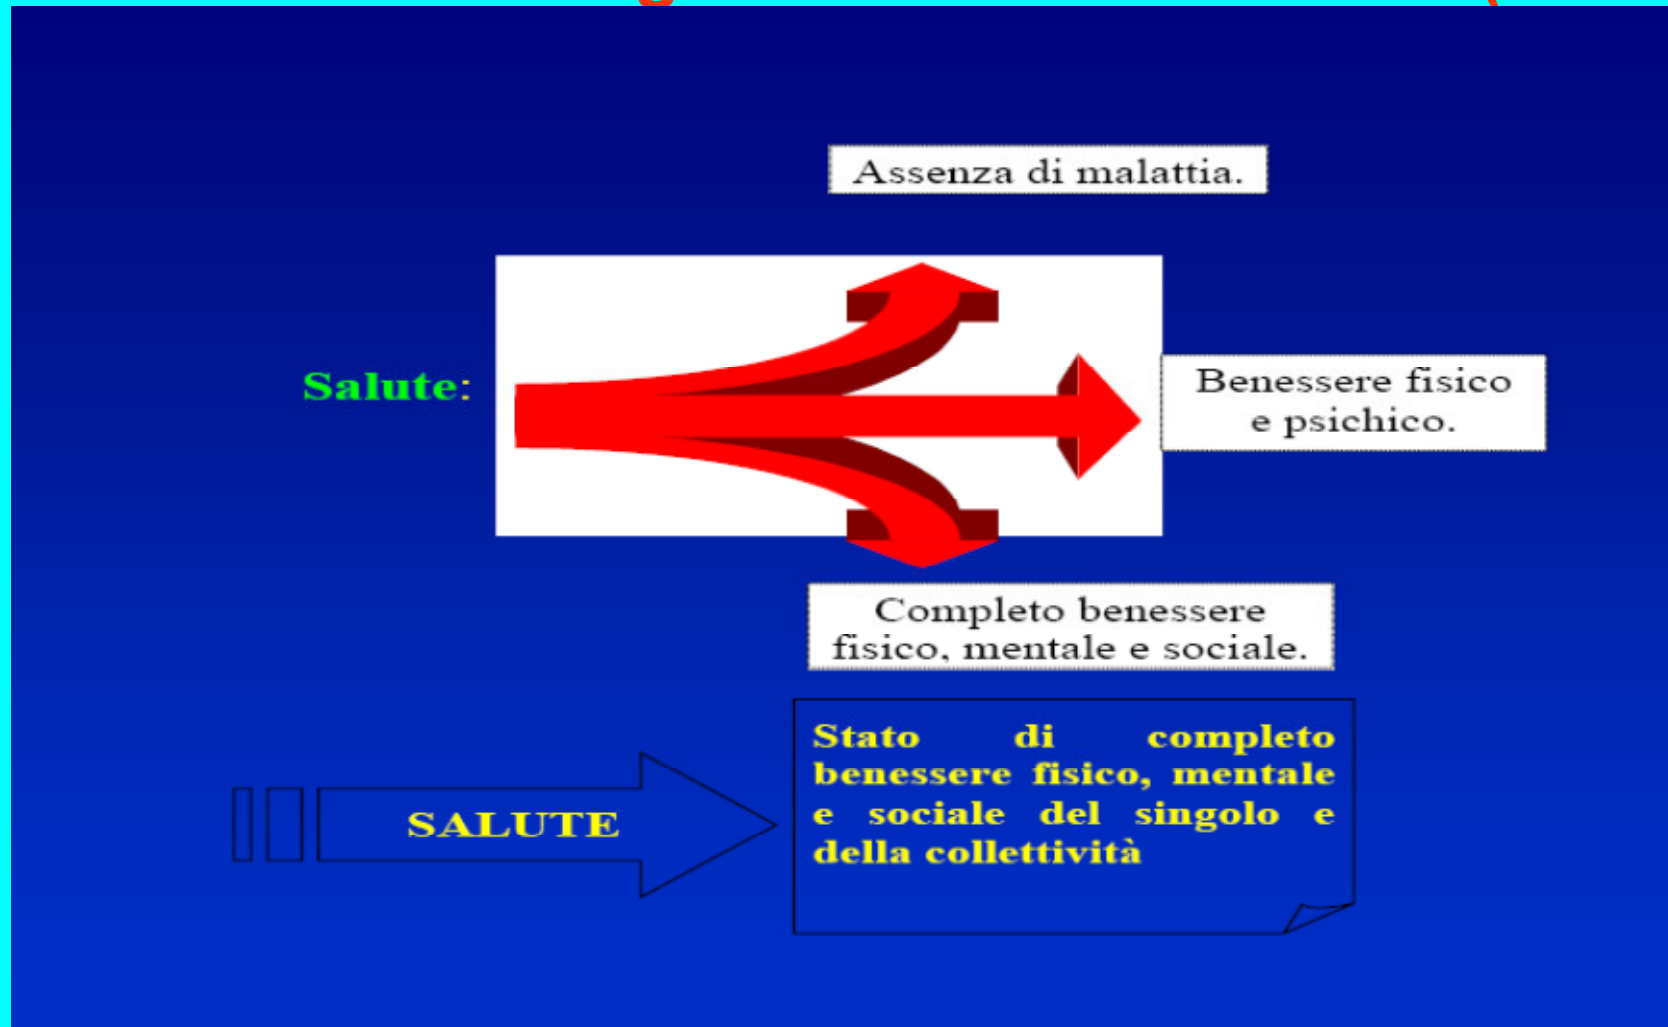 Assenza di malattia.
Salute:
Benessere fisico
e psichico.
Completo benessere
fisico, mentale e sociale.
SALUTE
Stato di completo
benessere fisico, mentale
e sociale del singolo e
della collettività